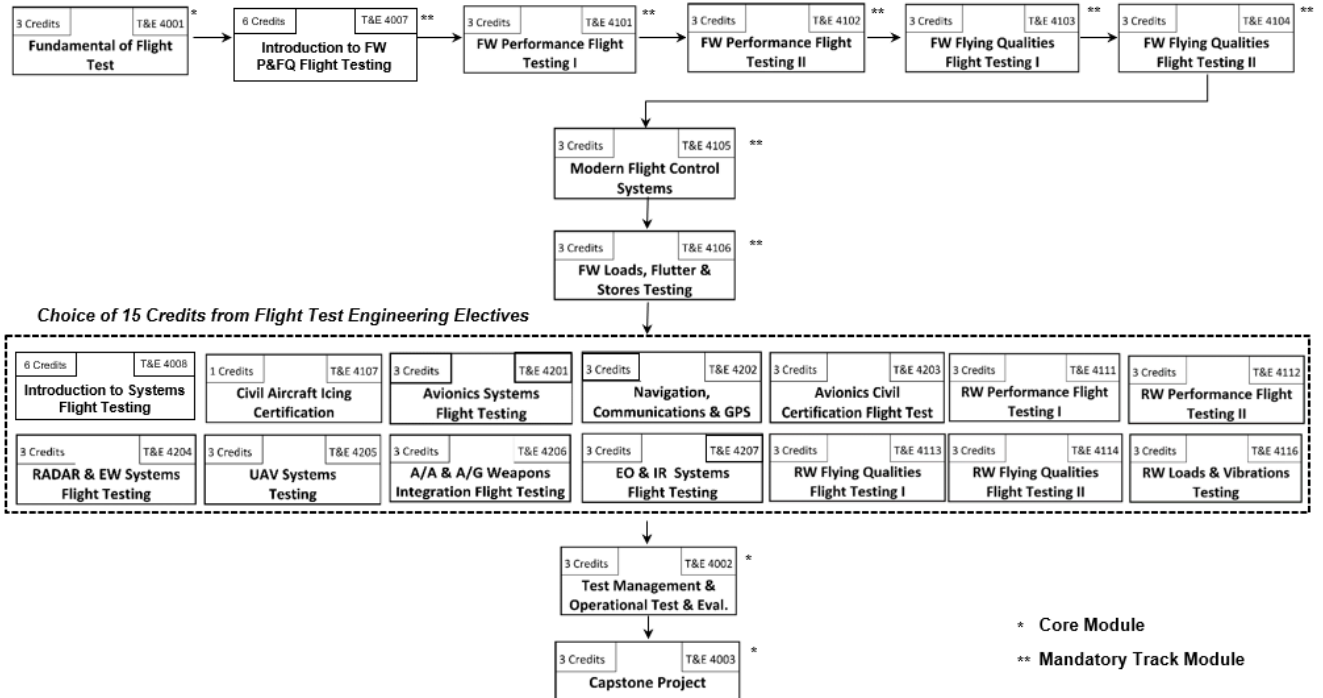 3 Credits T&E 4001 *
Fundamental of Flight
Test
6 Credits T&E 4007 **
Introduction to FW
P&FQ Flight Testing
3 Credits T&E 4101 **
FW Performance Flight
Testing I
3 Credits T&E 4102 **
FW Performance Flight
Testing II
3 Credits T&E 4103 **
FW Flying Qualities
Flight Testing I
3 Credits T&E 4104 **
FW Flying Qualities
Flight Testing II
3 Credits T&E 4105 **
Modern Flight Control
Systems
3 Credits T&E 4106 **
FW Loads, Flutter &
Stores Testing
Choice of 15 Credits from Flight Test Engineering Electives
6 Credits T&E 4008
Introduction to Systems
Flight Testing
1 Credits T&E 4107
Civil Aircraft Icing
Certification
3 Credits T&E 4201
Avionics Systems
Flight Testing
3 Credits T&E 4202
Navigation,
Communications & GPS
3 Credits T&E 4203
Avionics Civil
Certification Flight Test
3 Credits T&E 4111
RW Performance Flight
Testing I
3 Credits T&E 4112
RW Performance Flight
Testing II
3 Credits T&E 4204
RADAR & EW Systems
Flight Testing
3 Credits T&E 4205
UAV Systems
Testing
3 Credits T&E 4206
A/A & A/G Weapons
Integration Flight Testing
3 Credits T&E 4207
EO & IR Systems
Flight Testing
3 Credits T&E 4113
RW Flying Qualities
Flight Testing I
3 Credits T&E 4114
RW Flying Qualities
Flight Testing II
3 Credits T&E 4116
RW Loads & Vibrations
Testing
3 Credits T&E 4002 *
Test Management &
Operational Test & Eval.
3 Credits T&E 4003 *
Capstone Project
* Core Module
** Mandatory Track Module